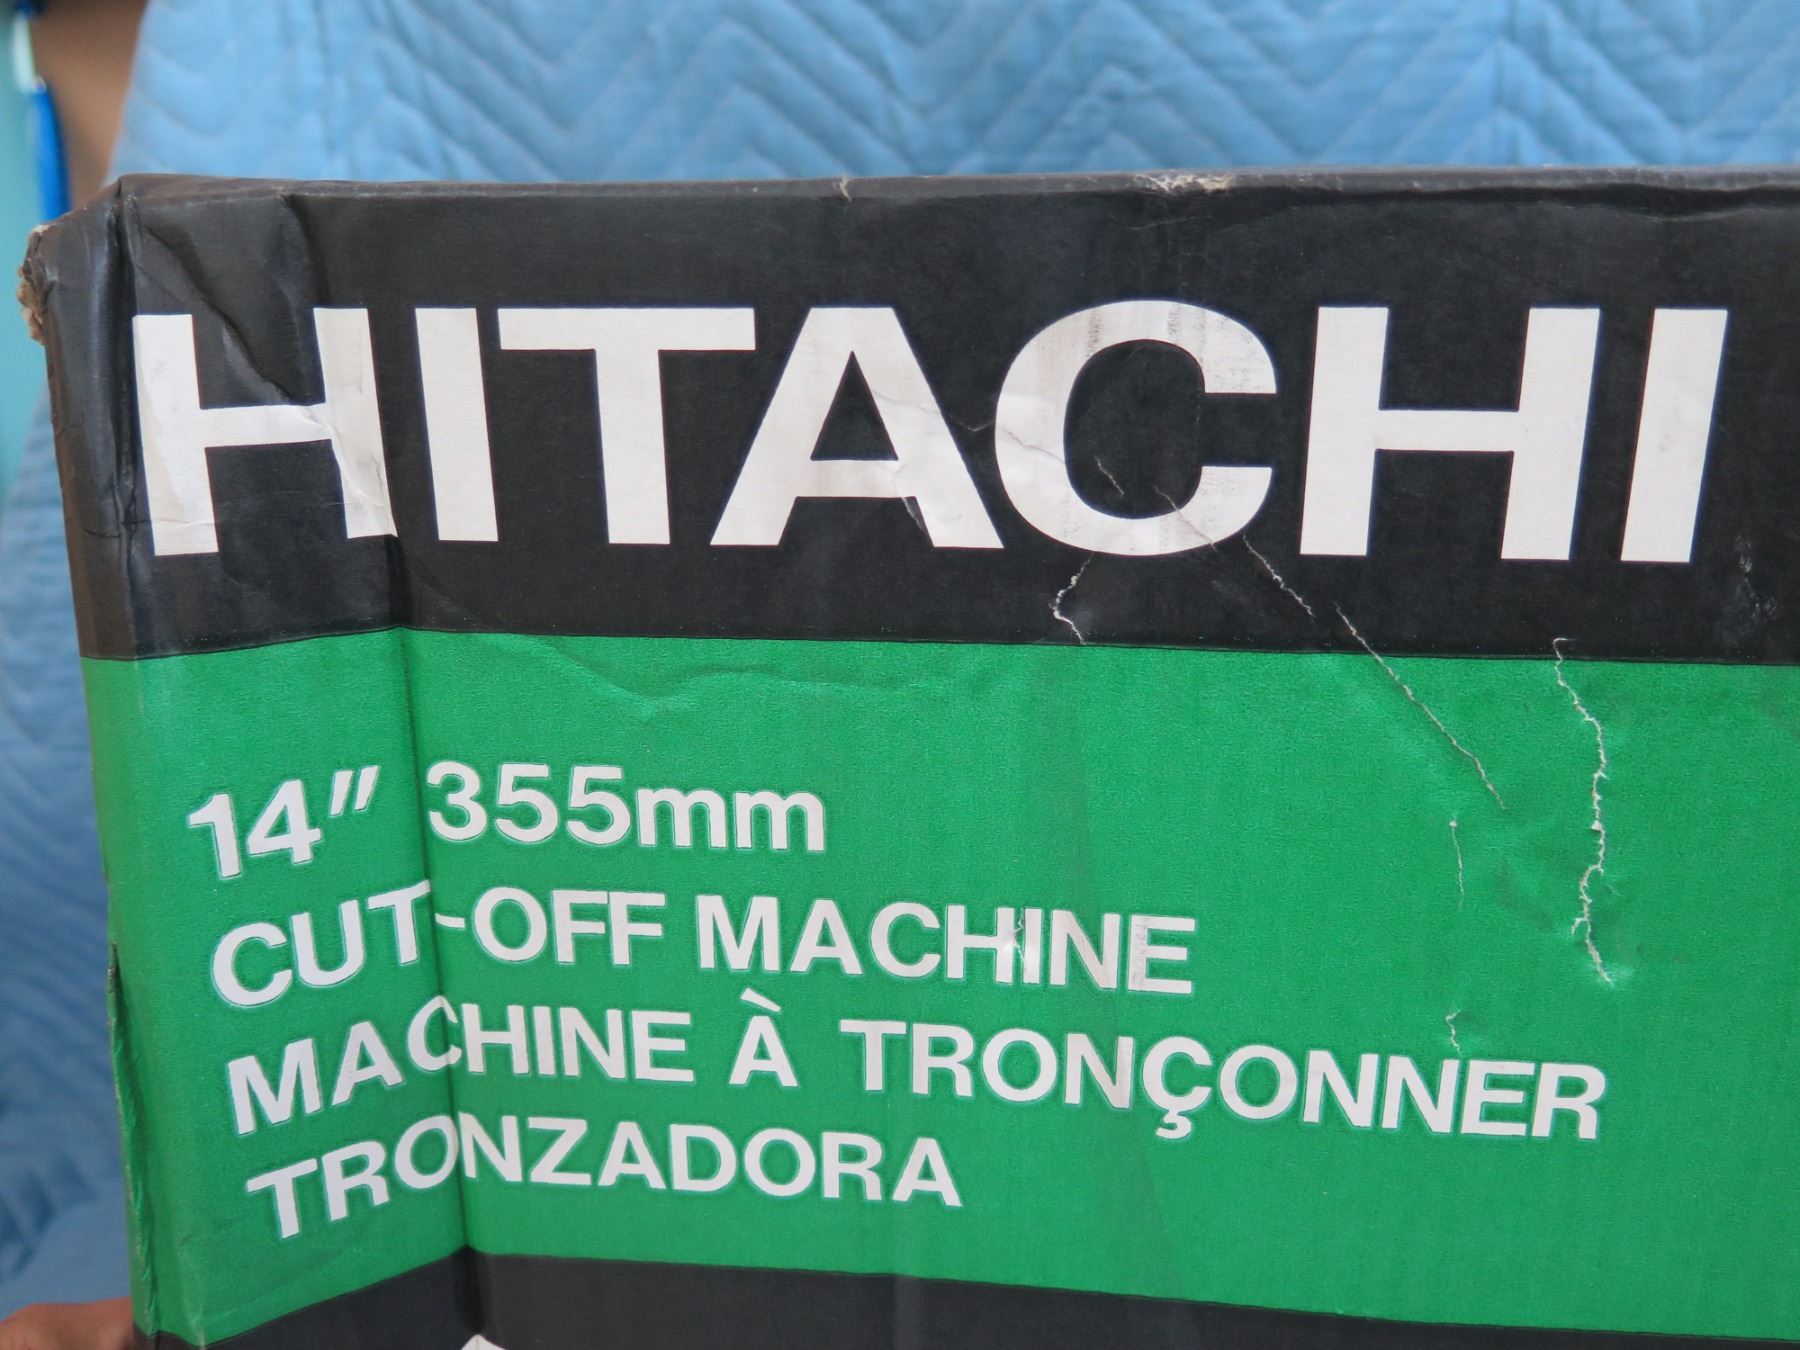 HITACHI
14" 355mm
CUT-OFF MACHINE
MACHINE À TRONÇONNER
TRONZADORA